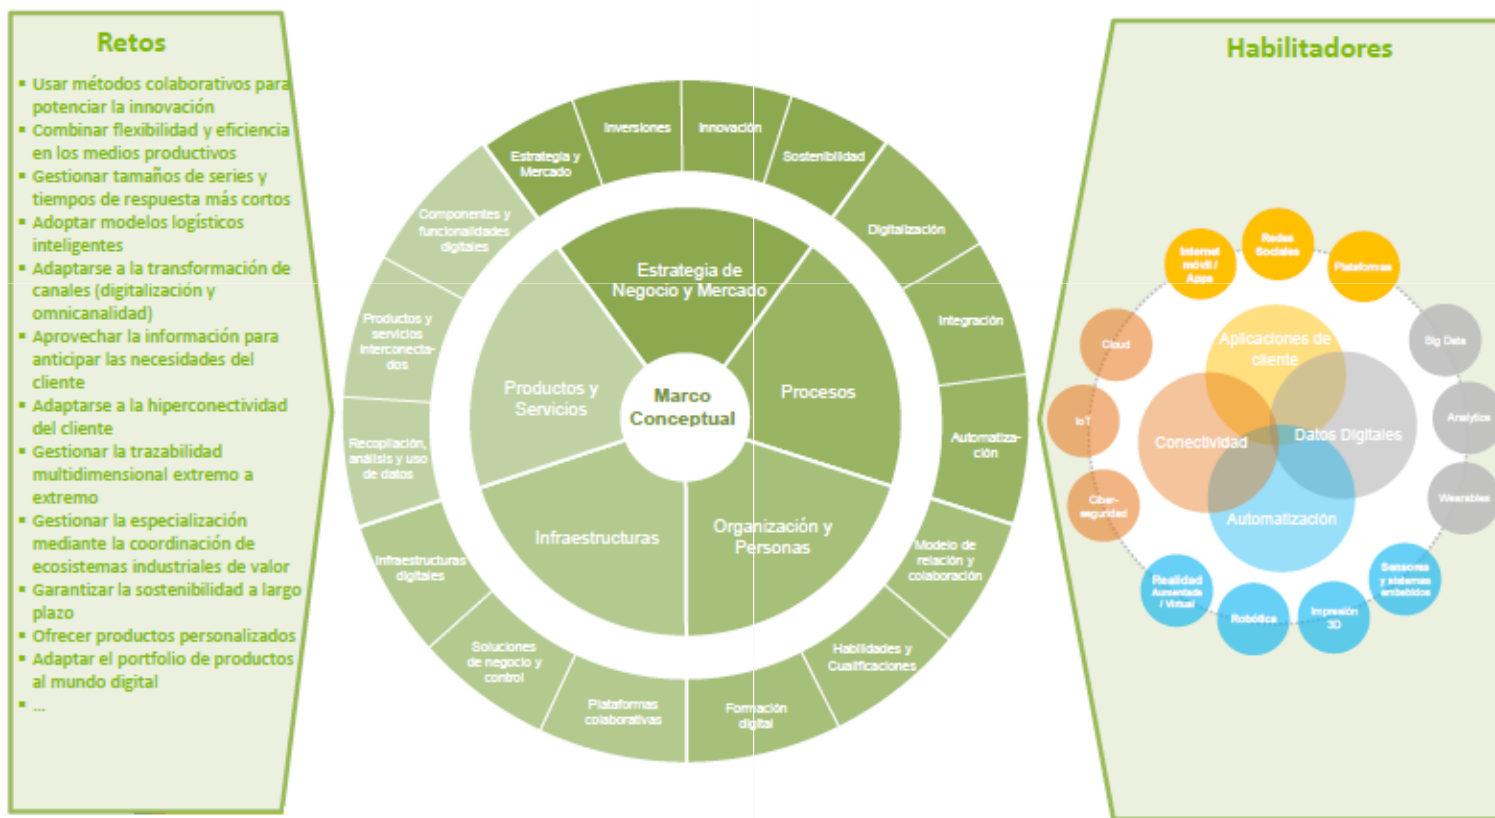 Retos
▪ Usar métodos colaborativos para
potenciar la innovación
▪ Combinar flexibilidad y eficiencia
en los medios productivos
▪ Gestionar tamaños de series y
tiempos de respuesta más cortos
▪ Adoptar modelos logísticos
inteligentes
▪ Adaptarse a la transformación de
canales (digitalización y
omnicanalidad)
▪ Aprovechar la información para
anticipar las necesidades del
cliente
▪ Adaptarse a la hiperconectividad
del cliente
▪ Gestionar la trazabilidad
multidimensional extremo a
extremo
▪ Gestionar la especialización
mediante la coordinación de
ecosistemas industriales de valor
▪ Garantizar la sostenibilidad a largo
plazo
▪ Ofrecer productos personalizados
▪ Adaptar el portfolio de productos
al mundo digital
▪ ...
Marco
Conceptual
Estrategia de
Negocio y Mercado
Procesos
Organización y
Personas
Infraestructuras
Productos y
Servicios
Estrategia y
Mercado
Inversiones
Innovación
Sostenibilidad
Digitalización
Integración
Automatiza-
ción
Modelo de
relación y
colaboración
Habilidades y
Cualificaciones
Formación
digital
Plataformas
colaborativas
Soluciones
de negocio y
control
Infraestructuras
digitales
Recopilación,
análisis y uso
de datos
Productos y
servicios
interconecta-
dos
Componentes y
funcionalidades
digitales
Habilitadores
Aplicaciones de
cliente
Datos Digitales
Automatización
Conectividad
Internet
móvil /
Apps
Redes
Sociales
Plataformas
Big Data
Analytics
Wearables
Sensores
y sistemas
embebidos
Impresión
3D
Robótica
Realidad
Aumentada
/ Virtual
Ciber-
seguridad
IoT
Cloud